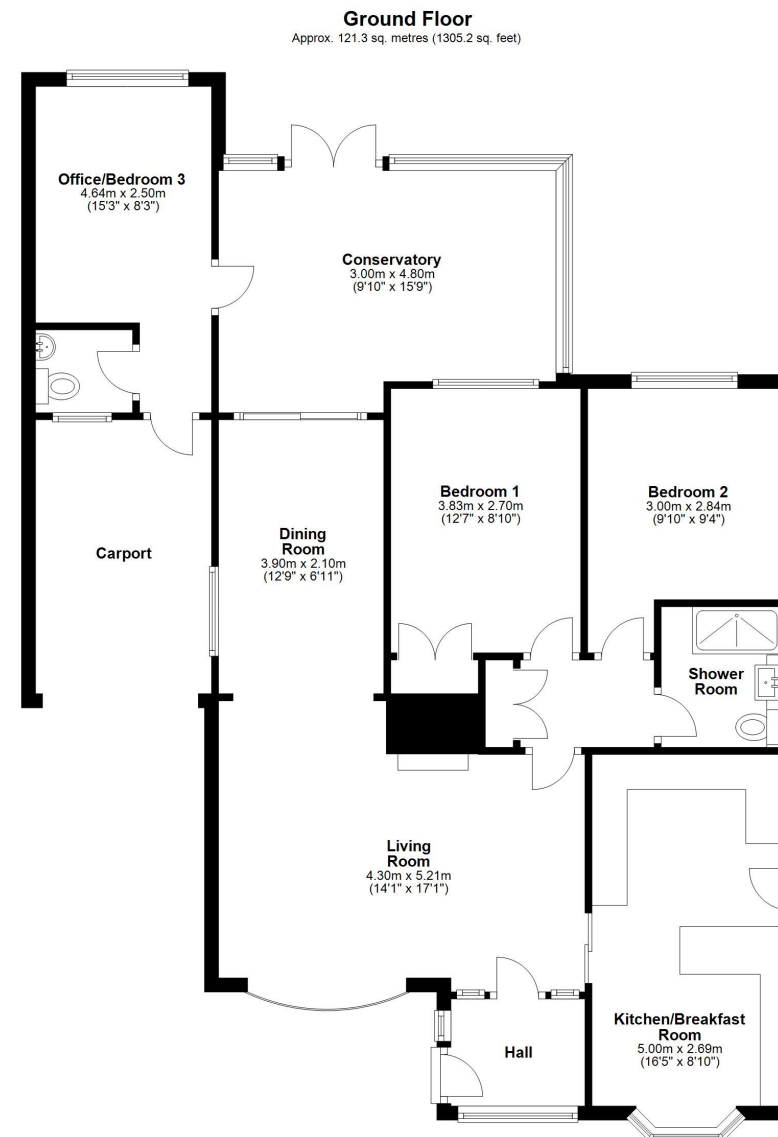 Ground Floor
Approx. 121.3 sq. metres (1305.2 sq. feet)
Office/Bedroom 3
4.64m x 2.50m
(15'3" x 8'3")
Conservatory
3.00m x 4.80m
(9'10" x 15'9")
Bedroom 1
3.83m x 2.70m
(12'7" x 8'10")
Bedroom 2
3.00m x 2.84m
(9'10" x 9'4")
Dining
Room
3.90m x 2.10m
(12'9" x 6'11")
Carport
Shower
Room
Living
Room
4.30m x 5.21m
(14'1" x 17'1")
Kitchen/Breakfast
Room
5.00m x 2.69m
(16'5" x 8'10")
Hall